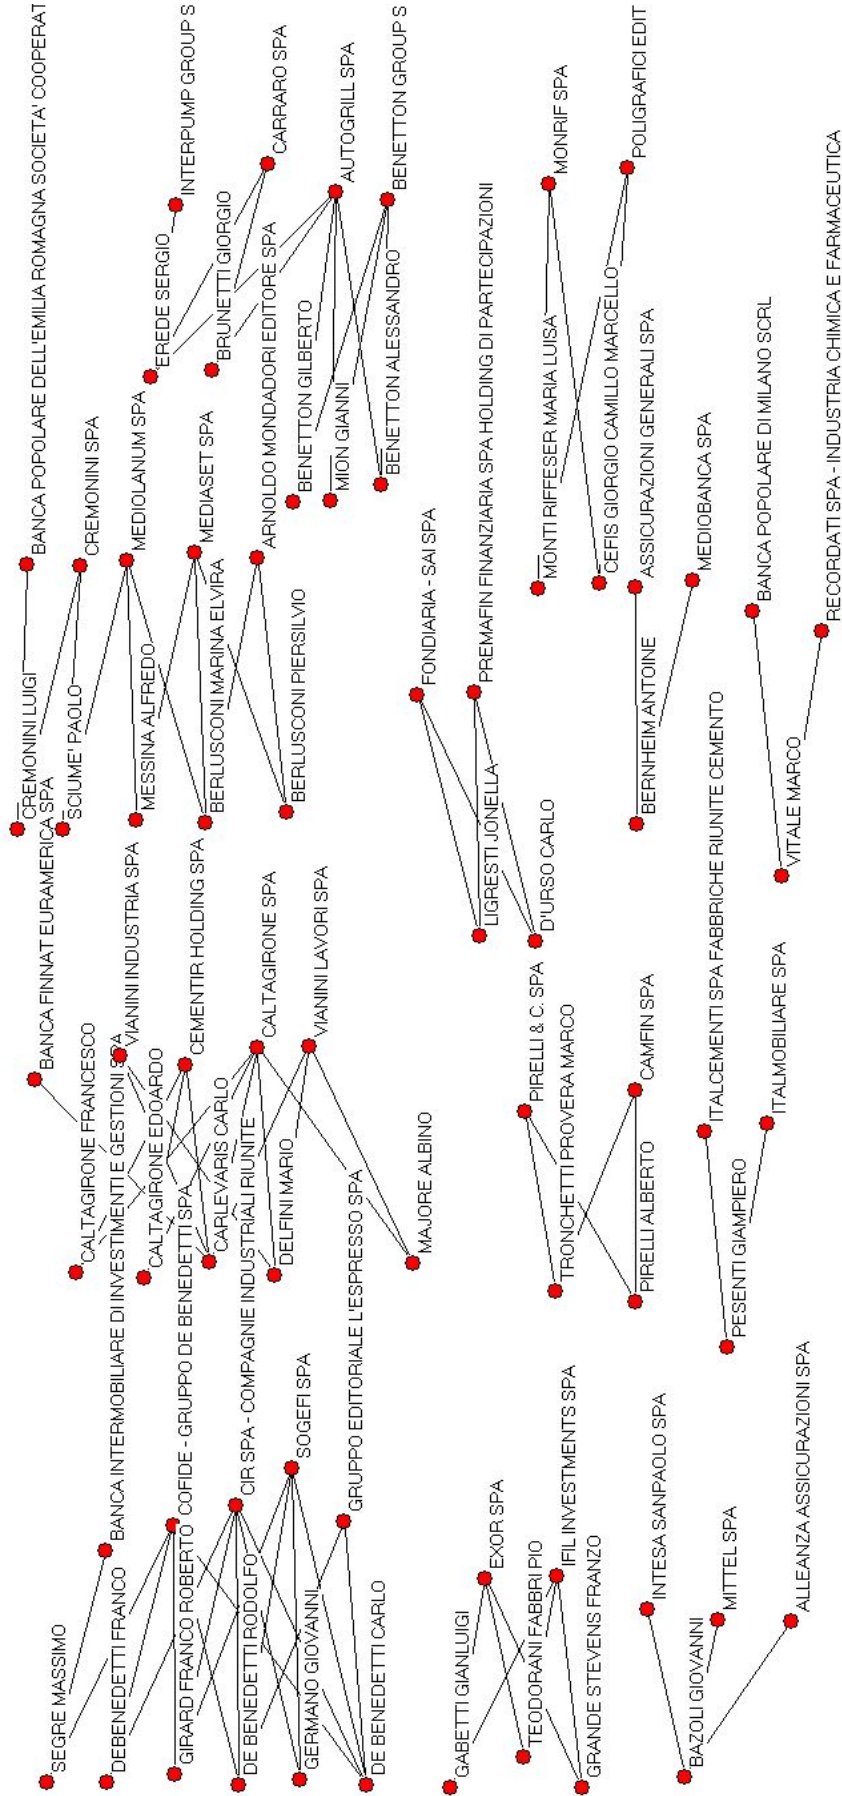 BANCA POPOLARE DELL'EMILIA ROMAGNA SOCIETA' COOPERAT
INTERPUMP GROUP S
CARRARO SPA
AUTOGRILL SPA
BENETTON GROUP S
EREDE SERGIO
BRUNETTI GIORGIO
ARNOLDO MONDADORI EDITORE SPA
BENETTON GILBERTO
MION GIANNI
BENETTON ALESSANDRO
CREMONINI SPA
MEDIOLANUM SPA
MEDIASET SPA
CREMONINI LUIGI
SCIUME' PAOLO
MESSINA ALFREDO
BERLUSCONI MARINA ELVIRA
BERLUSCONI PIERSILVIO
MONRIF SPA
POLIGRAFICI EDIT
PREMAFIN FINANZIARIA SPA HOLDING DI PARTECIPAZIONI
MONTI RIFFESER MARIA LUISA
CEFIS GIORGIO CAMILLO MARCELLO
ASSICURAZIONI GENERALI SPA
MEDIOBANCA SPA
BANCA POPOLARE DI MILANO SCRL
RECORDATI SPA - INDUSTRIA CHIMICA E FARMACEUTICA
FONDIARIA - SAI SPA
LIGRESTI JONELLA
D'URSO CARLO
BERNHEIM ANTOINE
VITALE MARCO
BANCA FINNAT EURAMERICA SPA
VIANINI INDUSTRIA SPA
CEMENTIR HOLDING SPA
CALTAGIRONE SPA
VIANINI LAVORI SPA
CALTAGIRONE FRANCESCO
CALTAGIRONE EDOARDO
CARLEVARIS CARLO
DELFINI MARIO
MAJORE ALBINO
PIRELLI & C. SPA
CAMFIN SPA
TRONCHETTI PROVERA MARCO
PIRELLI ALBERTO
ITALCEMENTI SPA FABBRICHE RIUNITE CEMENTO
ITALMOBILIARE SPA
PESENTI GIAMPIERO
BANCA INTERMOBILIARE DI INVESTIMENTI E GESTIONI SPA
COFIDE - GRUPPO DE BENEDETTI SPA
CIR SPA - COMPAGNIE INDUSTRIALI RIUNITE
SOGEFI SPA
GRUPPO EDITORIALE L'ESPRESSO SPA
SEGRE MASSIMO
DEBENEDETTI FRANCO
GIRARD FRANCO ROBERTO
DE BENEDETTI RODOLFO
GERMANO GIOVANNI
DE BENEDETTI CARLO
EXOR SPA
IFIL INVESTMENTS SPA
GABETTI GIANLUIGI
TEODORANI FABBRI PIO
GRANDE STEVENS FRANZO
INTESA SANPAOLO SPA
MITTEL SPA
ALLEANZA ASSICURAZIONI SPA
BAZOLI GIOVANNI